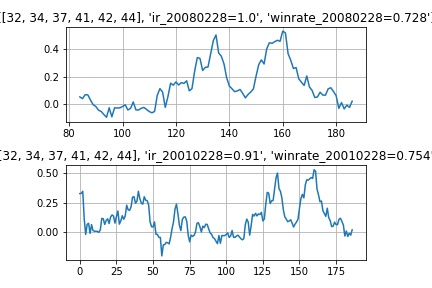 [32, 34, 37, 41, 42, 44], 'ir_20080228=1.0', 'winrate_20080228=0.728'
0.4
0.2
0.0
80 100 120 140 160 180
[32, 34, 37, 41, 42, 44], 'ir_20010228=0.91', 'winrate_20010228=0.754'
0.50
0.25
0.00
0 25 50 75 100 125 150 175